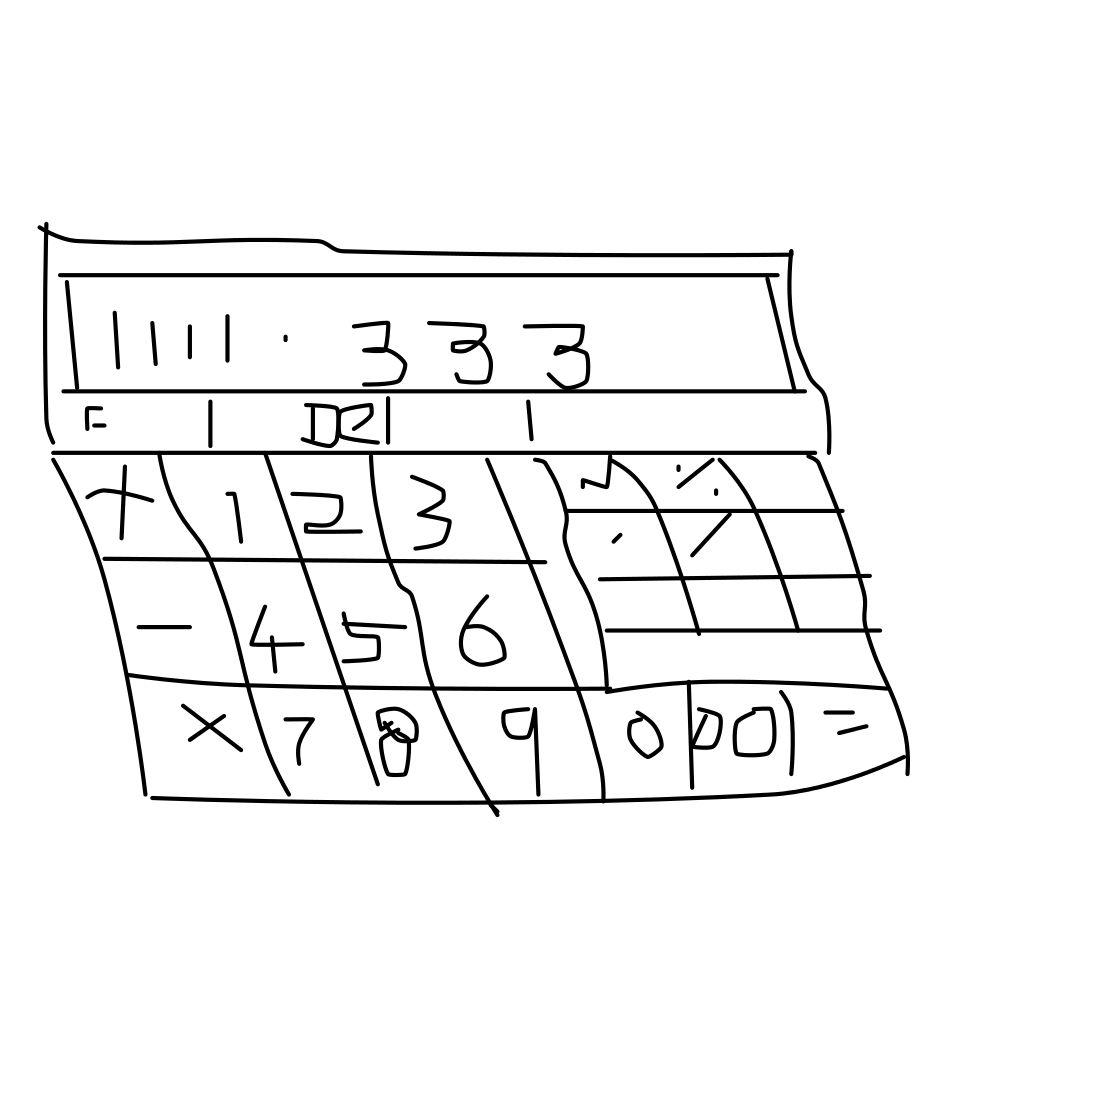 1111.333
+ 1 2 3 √ %
. /
- 4 5 6
× 7 8 9 0 00 =